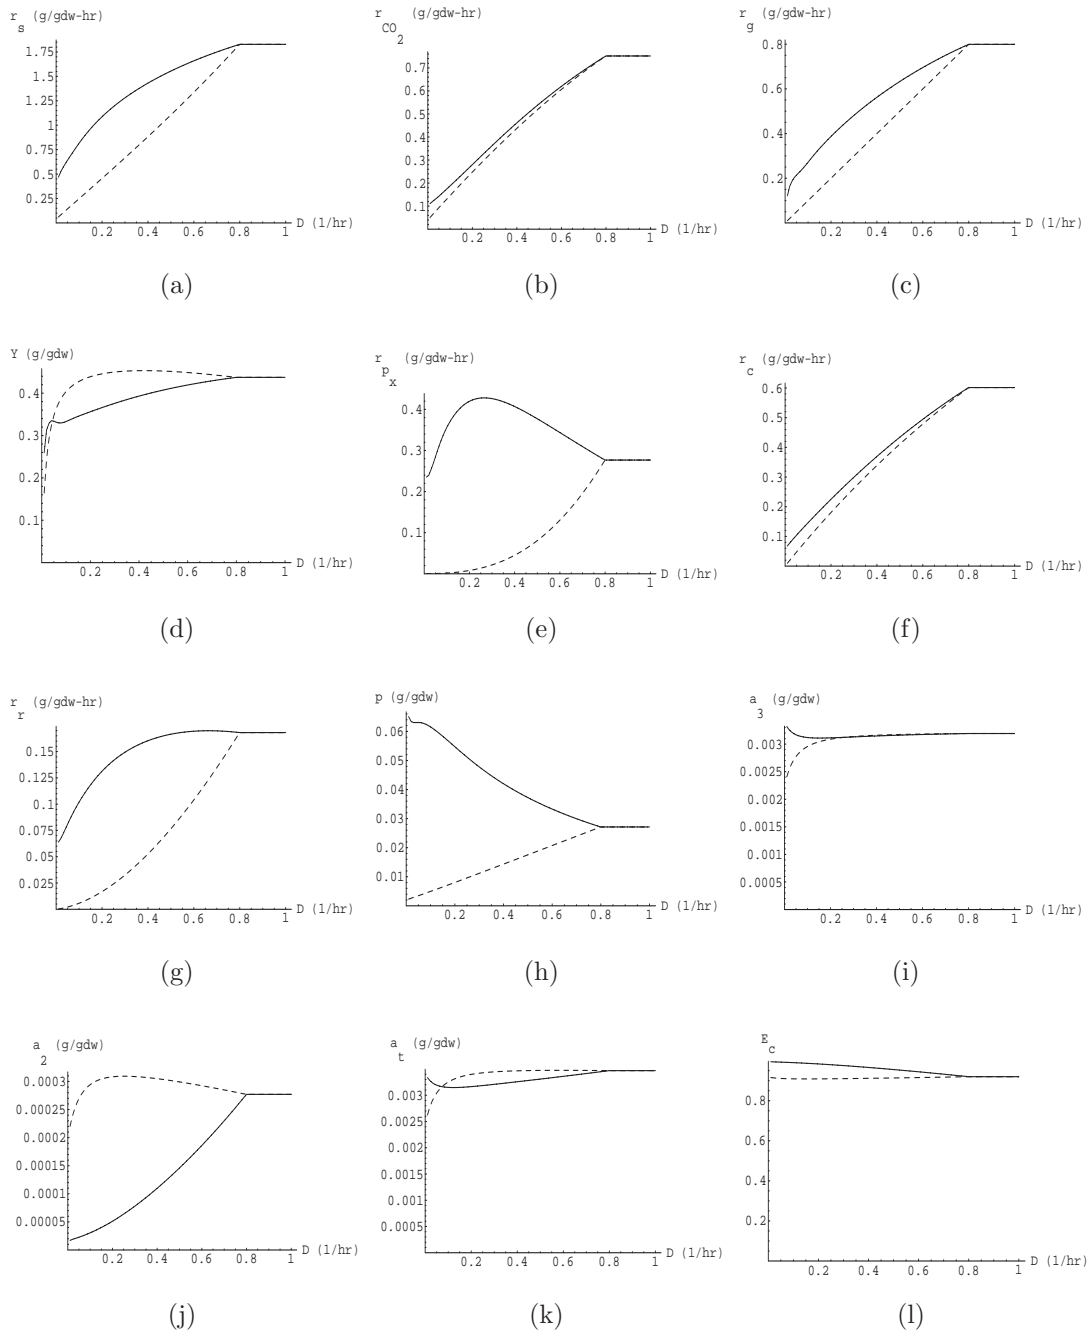 r_s (g/gdw-hr)
1.75
1.5
1.25
1
0.75
0.5
0.25
0.2 0.4 0.6 0.8 1 D (1/hr)
(a)
r_CO_2 (g/gdw-hr)
0.7
0.6
0.5
0.4
0.3
0.2
0.1
0.2 0.4 0.6 0.8 1 D (1/hr)
(b)
r_g (g/gdw-hr)
0.8
0.6
0.4
0.2
0.2 0.4 0.6 0.8 1 D (1/hr)
(c)
Y (g/gdw)
0.4
0.3
0.2
0.1
0.2 0.4 0.6 0.8 1 D (1/hr)
(d)
r_p_x (g/gdw-hr)
0.4
0.3
0.2
0.1
0.2 0.4 0.6 0.8 1 D (1/hr)
(e)
r_c (g/gdw-hr)
0.6
0.5
0.4
0.3
0.2
0.1
0.2 0.4 0.6 0.8 1 D (1/hr)
(f)
r_r (g/gdw-hr)
0.15
0.125
0.1
0.075
0.05
0.025
0.2 0.4 0.6 0.8 1 D (1/hr)
(g)
p (g/gdw)
0.06
0.05
0.04
0.03
0.02
0.01
0.2 0.4 0.6 0.8 1 D (1/hr)
(h)
a_3 (g/gdw)
0.003
0.0025
0.002
0.0015
0.001
0.0005
0.2 0.4 0.6 0.8 1 D (1/hr)
(i)
a_2 (g/gdw)
0.0003
0.00025
0.0002
0.00015
0.0001
0.00005
0.2 0.4 0.6 0.8 1 D (1/hr)
(j)
a_t (g/gdw)
0.003
0.0025
0.002
0.0015
0.001
0.0005
0.2 0.4 0.6 0.8 1 D (1/hr)
(k)
E_c
0.8
0.6
0.4
0.2
0.2 0.4 0.6 0.8 1 D (1/hr)
(l)